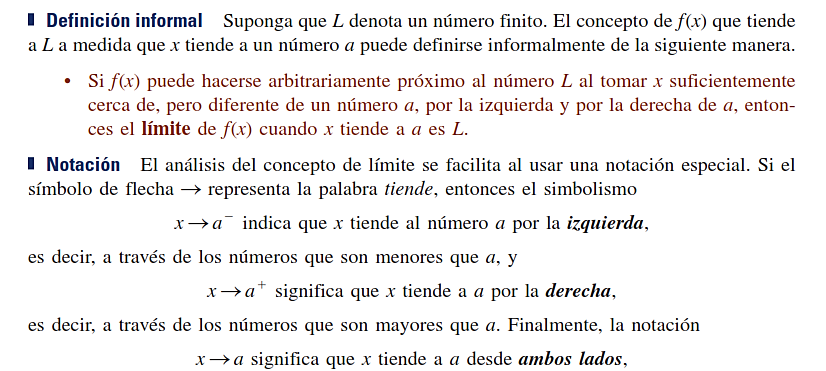 Definición informal Suponga que L denota un número finito. El concepto de f(x) que tiende
a L a medida que x tiende a un número a puede definirse informalmente de la siguiente manera.
• Si f(x) puede hacerse arbitrariamente próximo al número L al tomar x suficientemente
cerca de, pero diferente de un número a, por la izquierda y por la derecha de a, enton-
ces el límite de f(x) cuando x tiende a a es L.
Notación El análisis del concepto de límite se facilita al usar una notación especial. Si el
símbolo de flecha → representa la palabra tiende, entonces el simbolismo
x → a⁻ indica que x tiende al número a por la izquierda,
es decir, a través de los números que son menores que a, y
x → a⁺ significa que x tiende a a por la derecha,
es decir, a través de los números que son mayores que a. Finalmente, la notación
x → a significa que x tiende a a desde ambos lados,